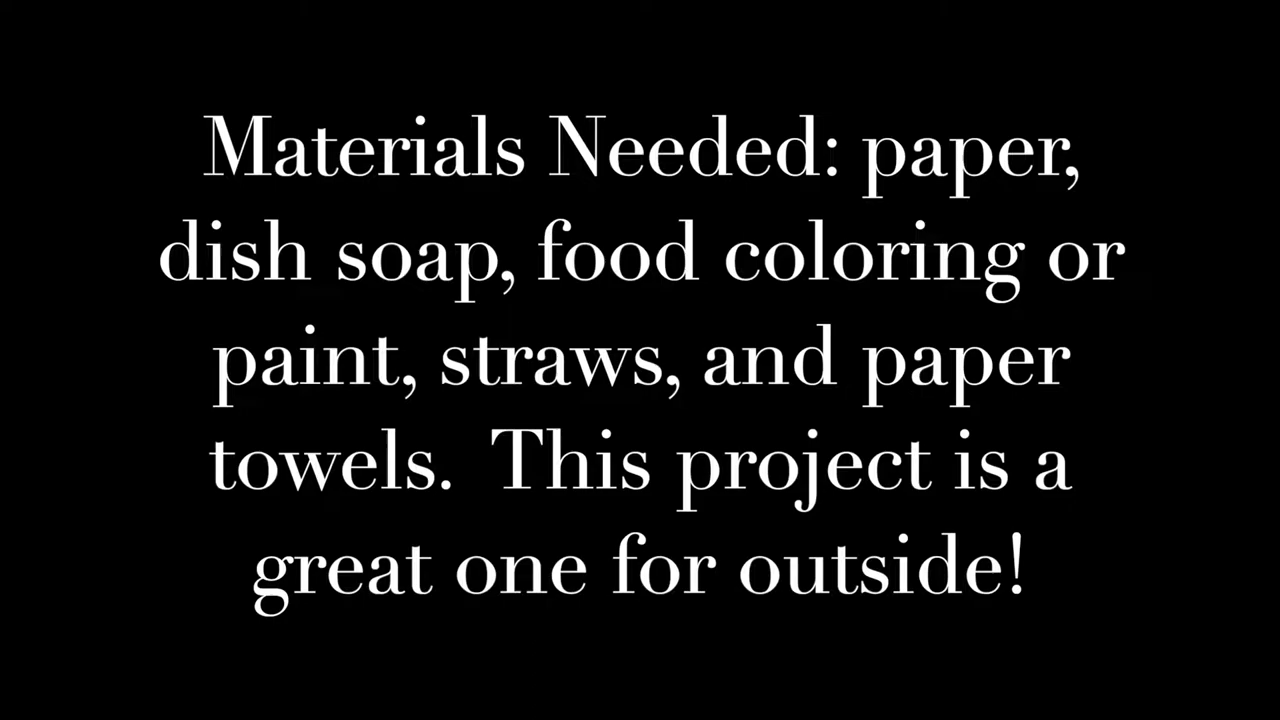 Materials Needed: paper,
dish soap, food coloring or
paint, straws, and paper
towels.  This project is a
great one for outside!